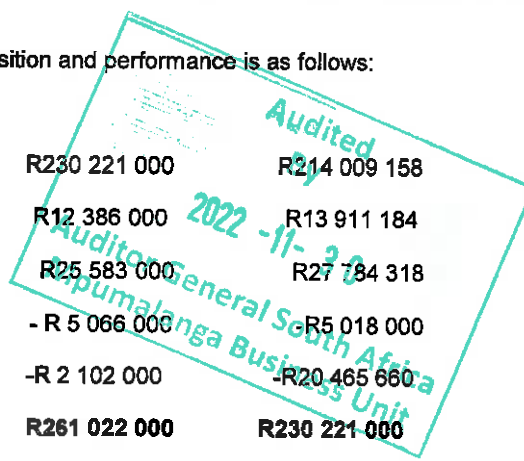 sition and performance is as follows:
Audited
By
R230 221 000 R214 009 158
2022 -11- 30
R12 386 000 R13 911 184
Auditor General South Africa
R25 583 000 R27 784 318
Mpumalanga Business Unit
- R 5 066 000 -R5 018 000
-R 2 102 000 -R20 465 660
R261 022 000 R230 221 000